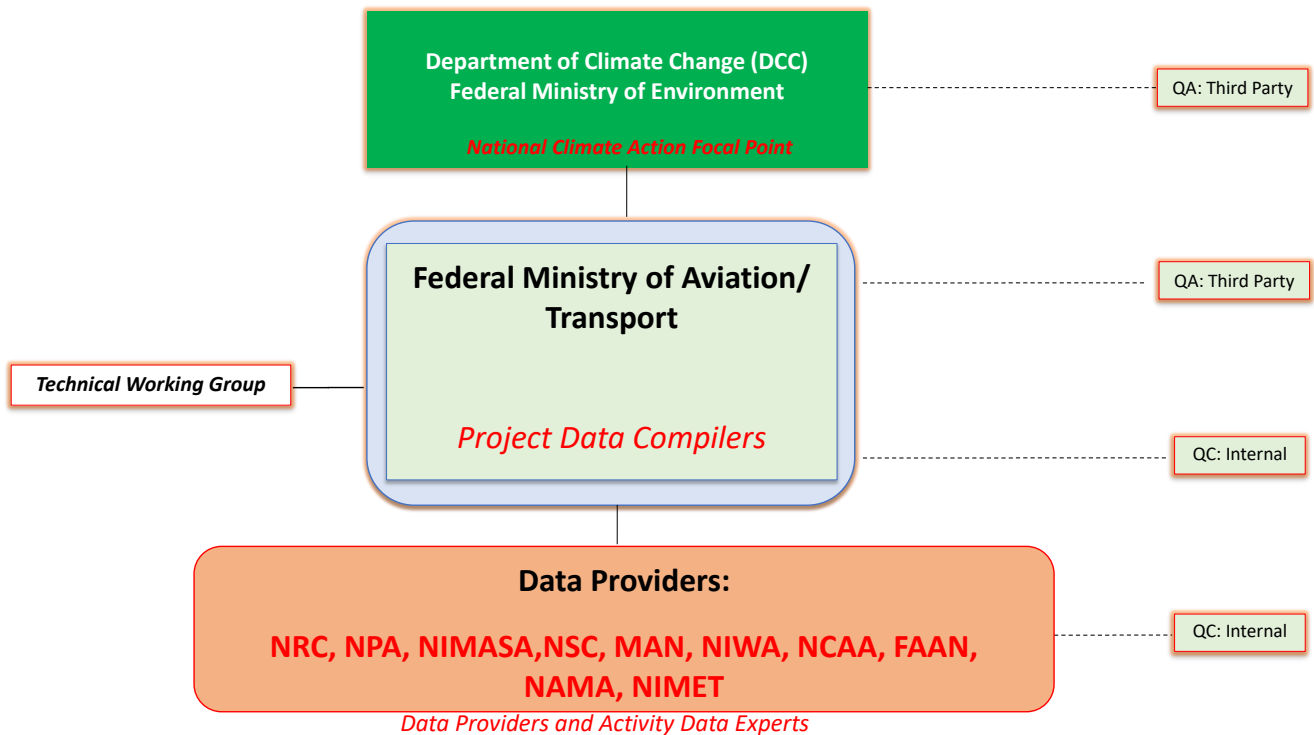 Department of Climate Change (DCC)
Federal Ministry of Environment
National Climate Action Focal Point
QA: Third Party
Federal Ministry of Aviation/
Transport
QA: Third Party
Technical Working Group
Project Data Compilers
QC: Internal
Data Providers:
NRC, NPA, NIMASA,NSC, MAN, NIWA, NCAA, FAAN,
NAMA, NIMET
QC: Internal
Data Providers and Activity Data Experts